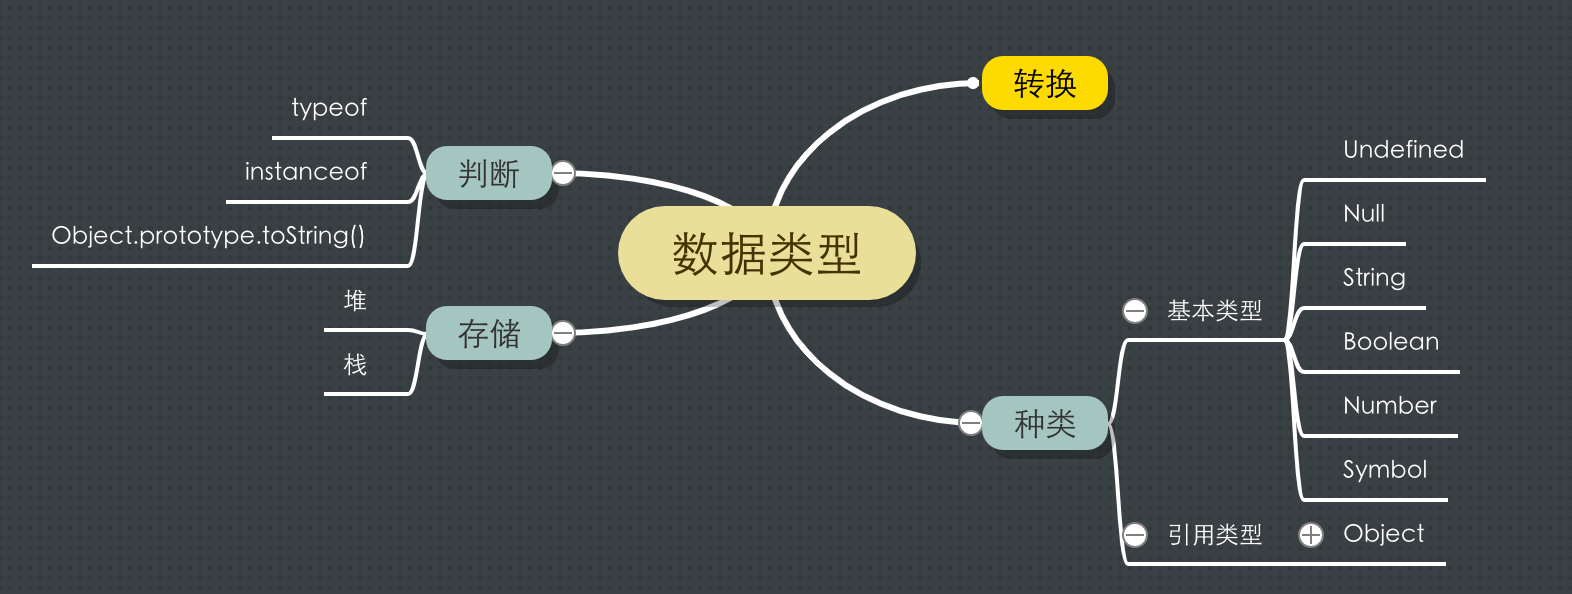 数据类型
转换
种类
基本类型
Undefined
Null
String
Boolean
Number
Symbol
引用类型
Object
判断
typeof
instanceof
Object.prototype.toString()
存储
堆
栈